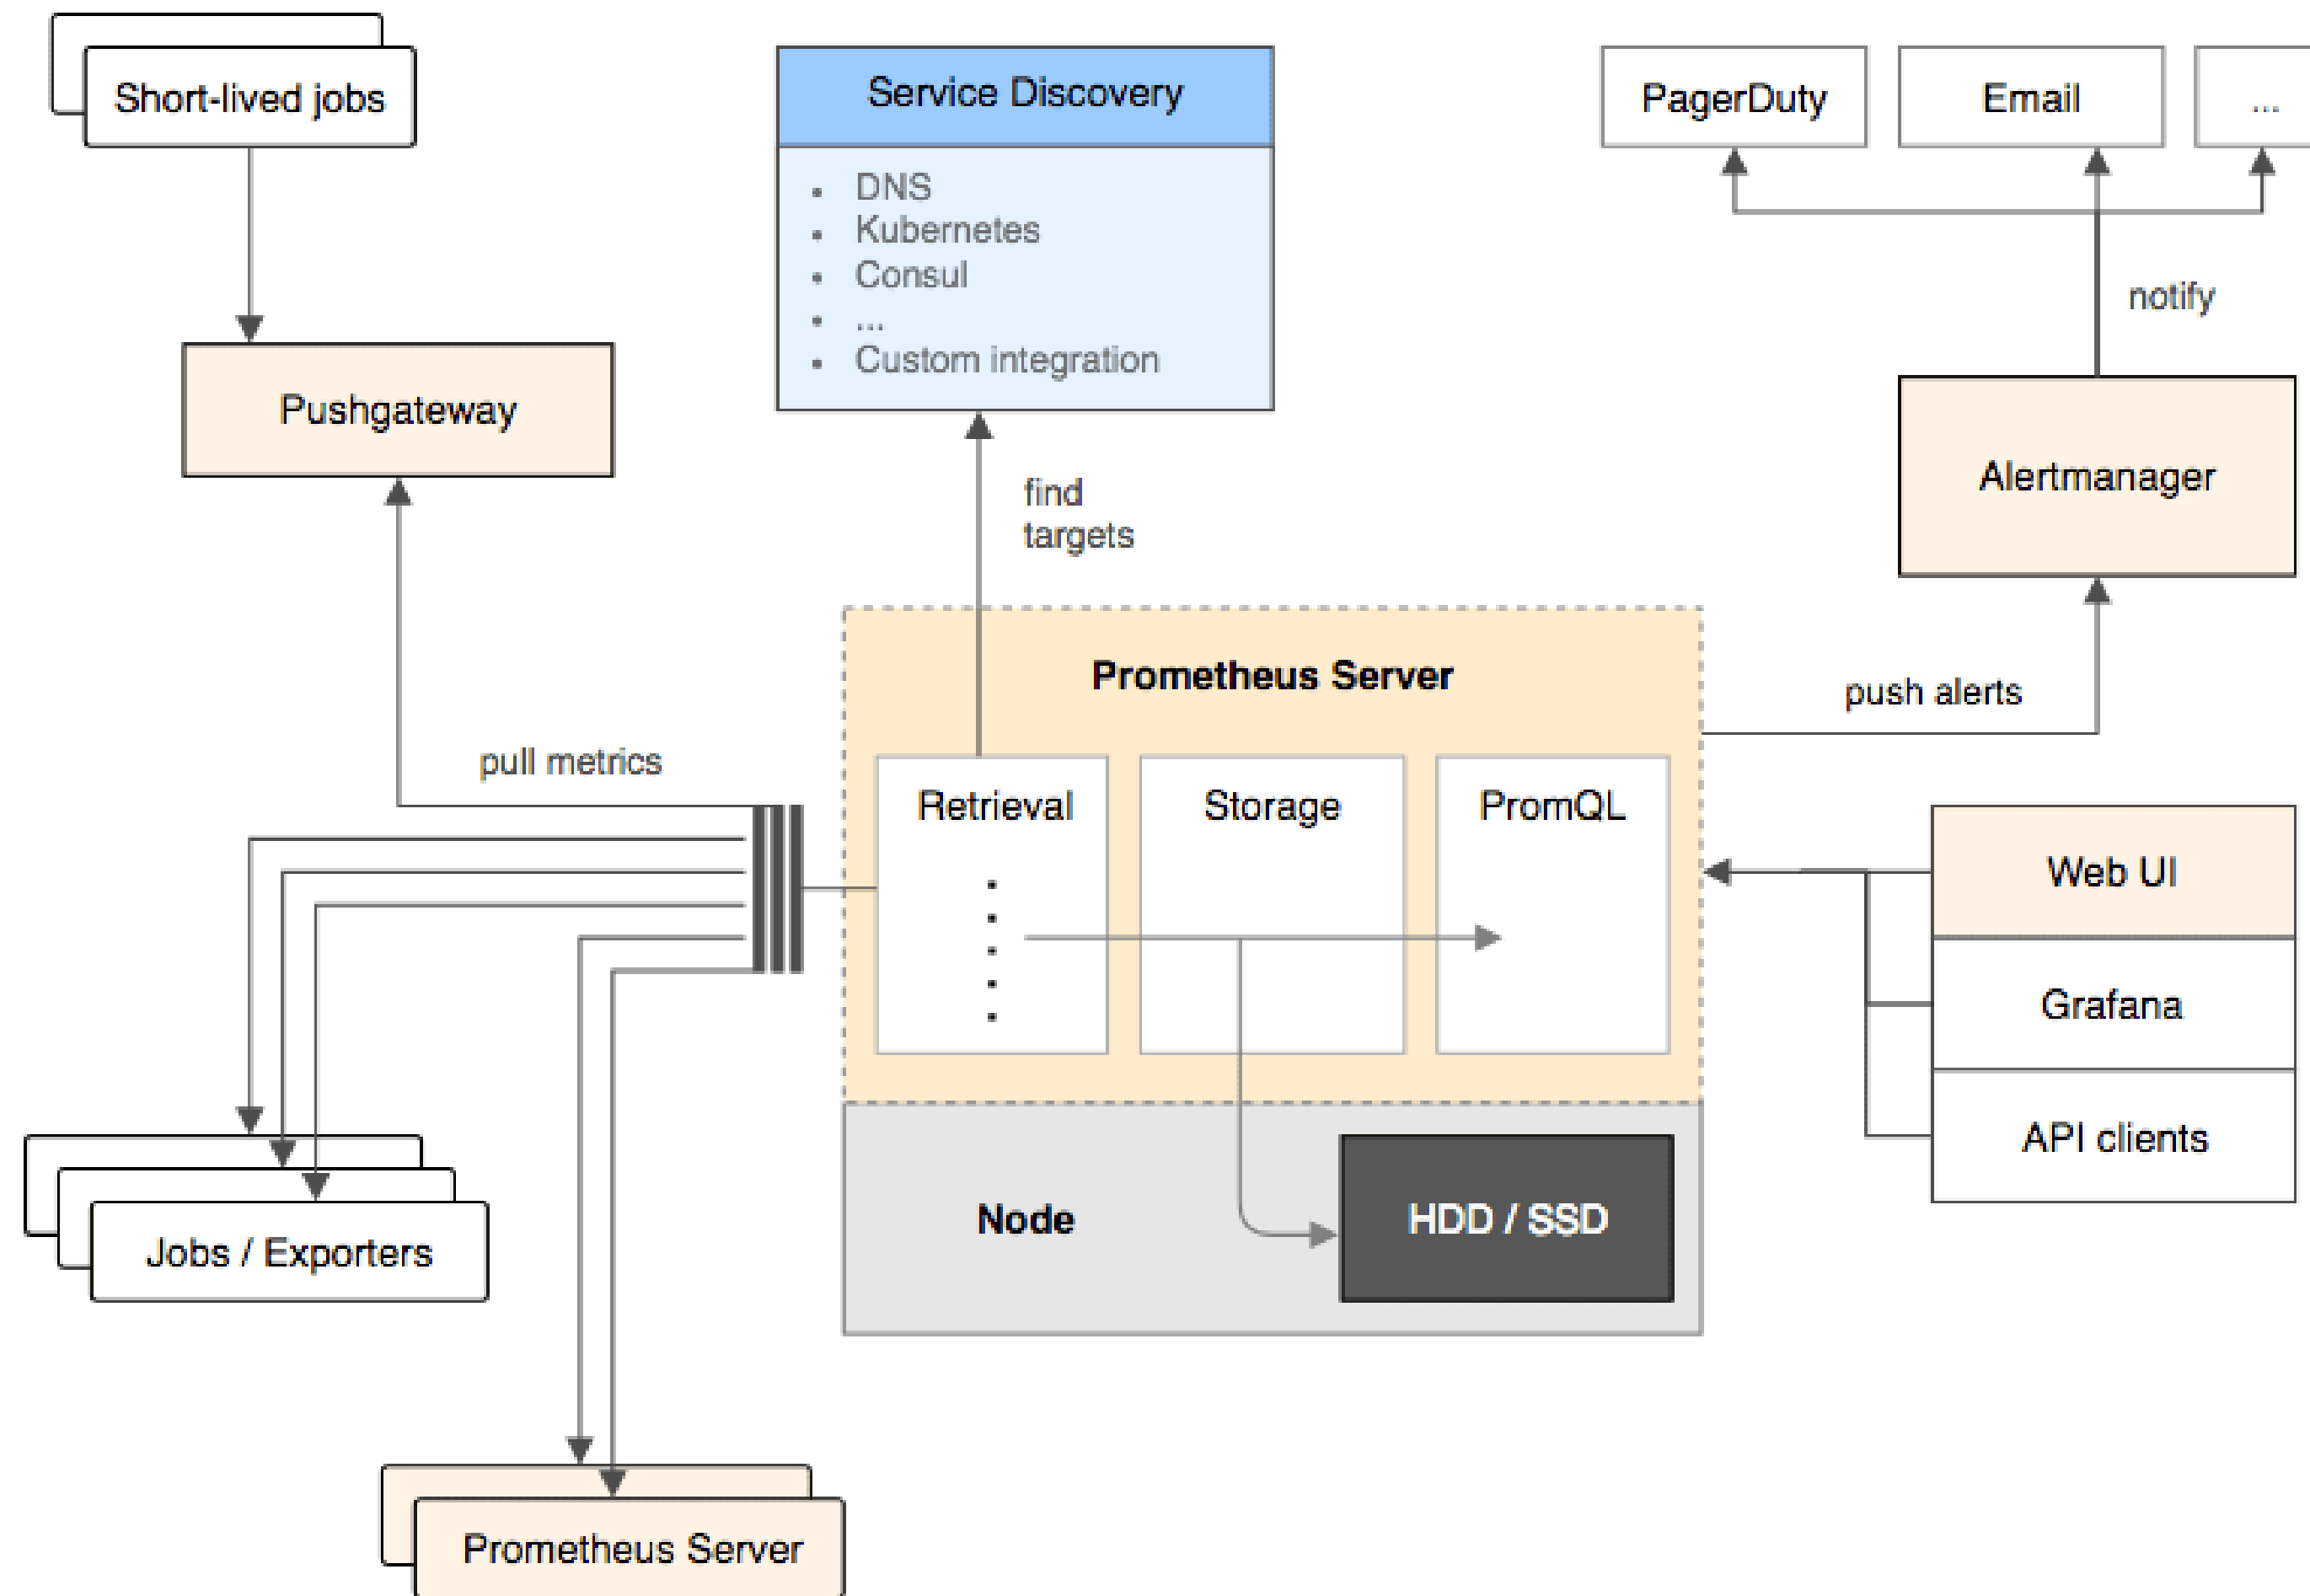 Short-lived jobs
Service Discovery
PagerDuty
Email
...
• DNS
• Kubernetes
• Consul
• ...
• Custom integration
notify
Pushgateway
Alertmanager
find
targets
Prometheus Server
push alerts
pull metrics
Retrieval
Storage
PromQL
Web UI
Grafana
API clients
Node
HDD / SSD
Jobs / Exporters
Prometheus Server